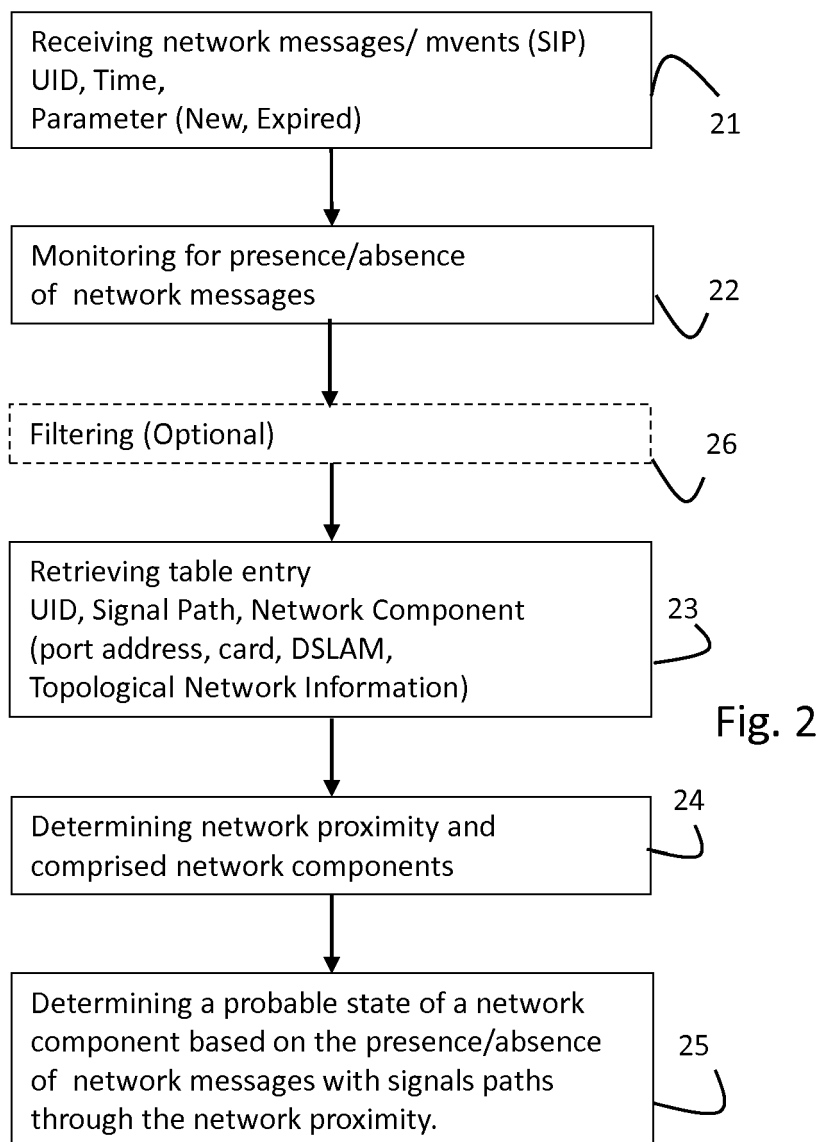 Receiving network messages/ mvents (SIP)
UID, Time,
Parameter (New, Expired)
21
Monitoring for presence/absence
of network messages
22
Filtering (Optional)
26
Retrieving table entry
UID, Signal Path, Network Component
(port address, card, DSLAM,
Topological Network Information)
23
Fig. 2
Determining network proximity and
comprised network components
24
Determining a probable state of a network
component based on the presence/absence
of network messages with signals paths
through the network proximity.
25